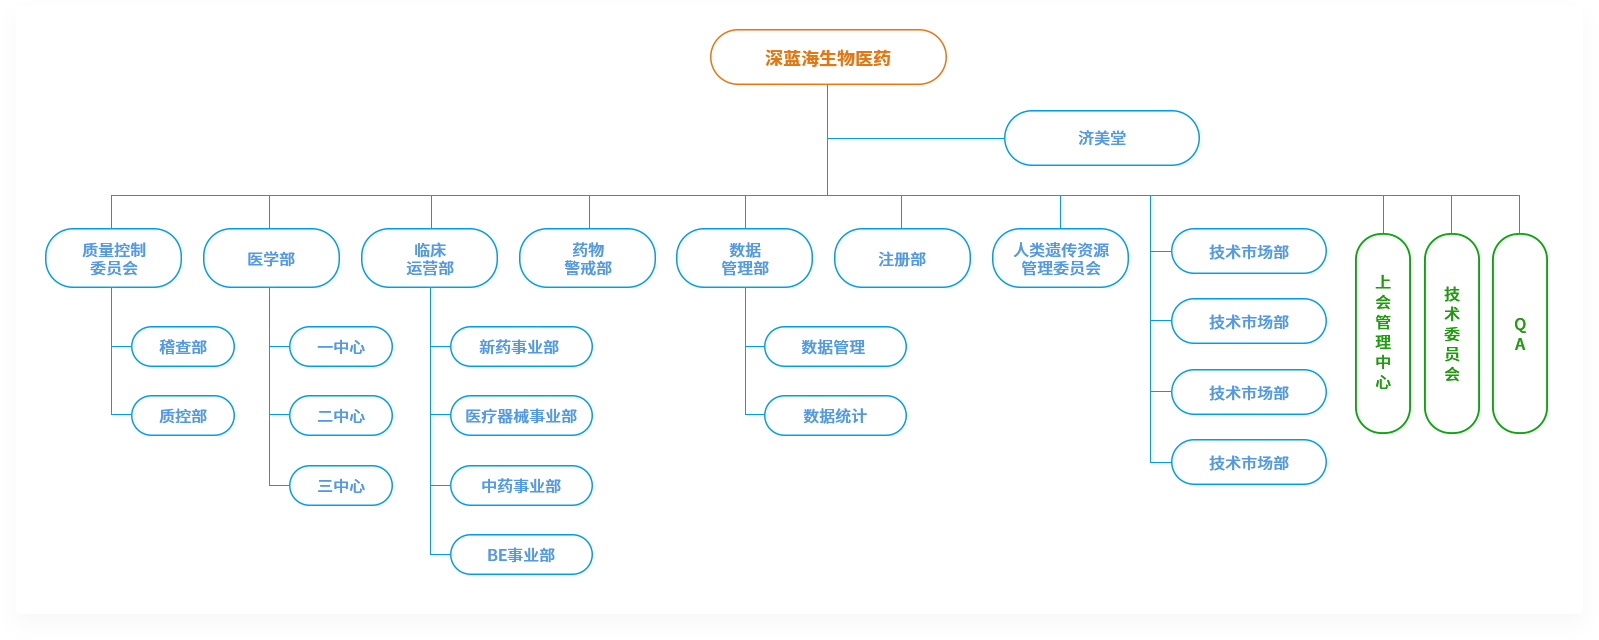 深蓝海生物医药
济美堂
质量控制
委员会
医学部
临床
运营部
药物
警戒部
数据
管理部
注册部
人类遗传资源
管理委员会
技术市场部
技术市场部
技术市场部
技术市场部
上会管理中心
技术委员会
QA
稽查部
质控部
一中心
二中心
三中心
新药事业部
医疗器械事业部
中药事业部
BE事业部
数据管理
数据统计